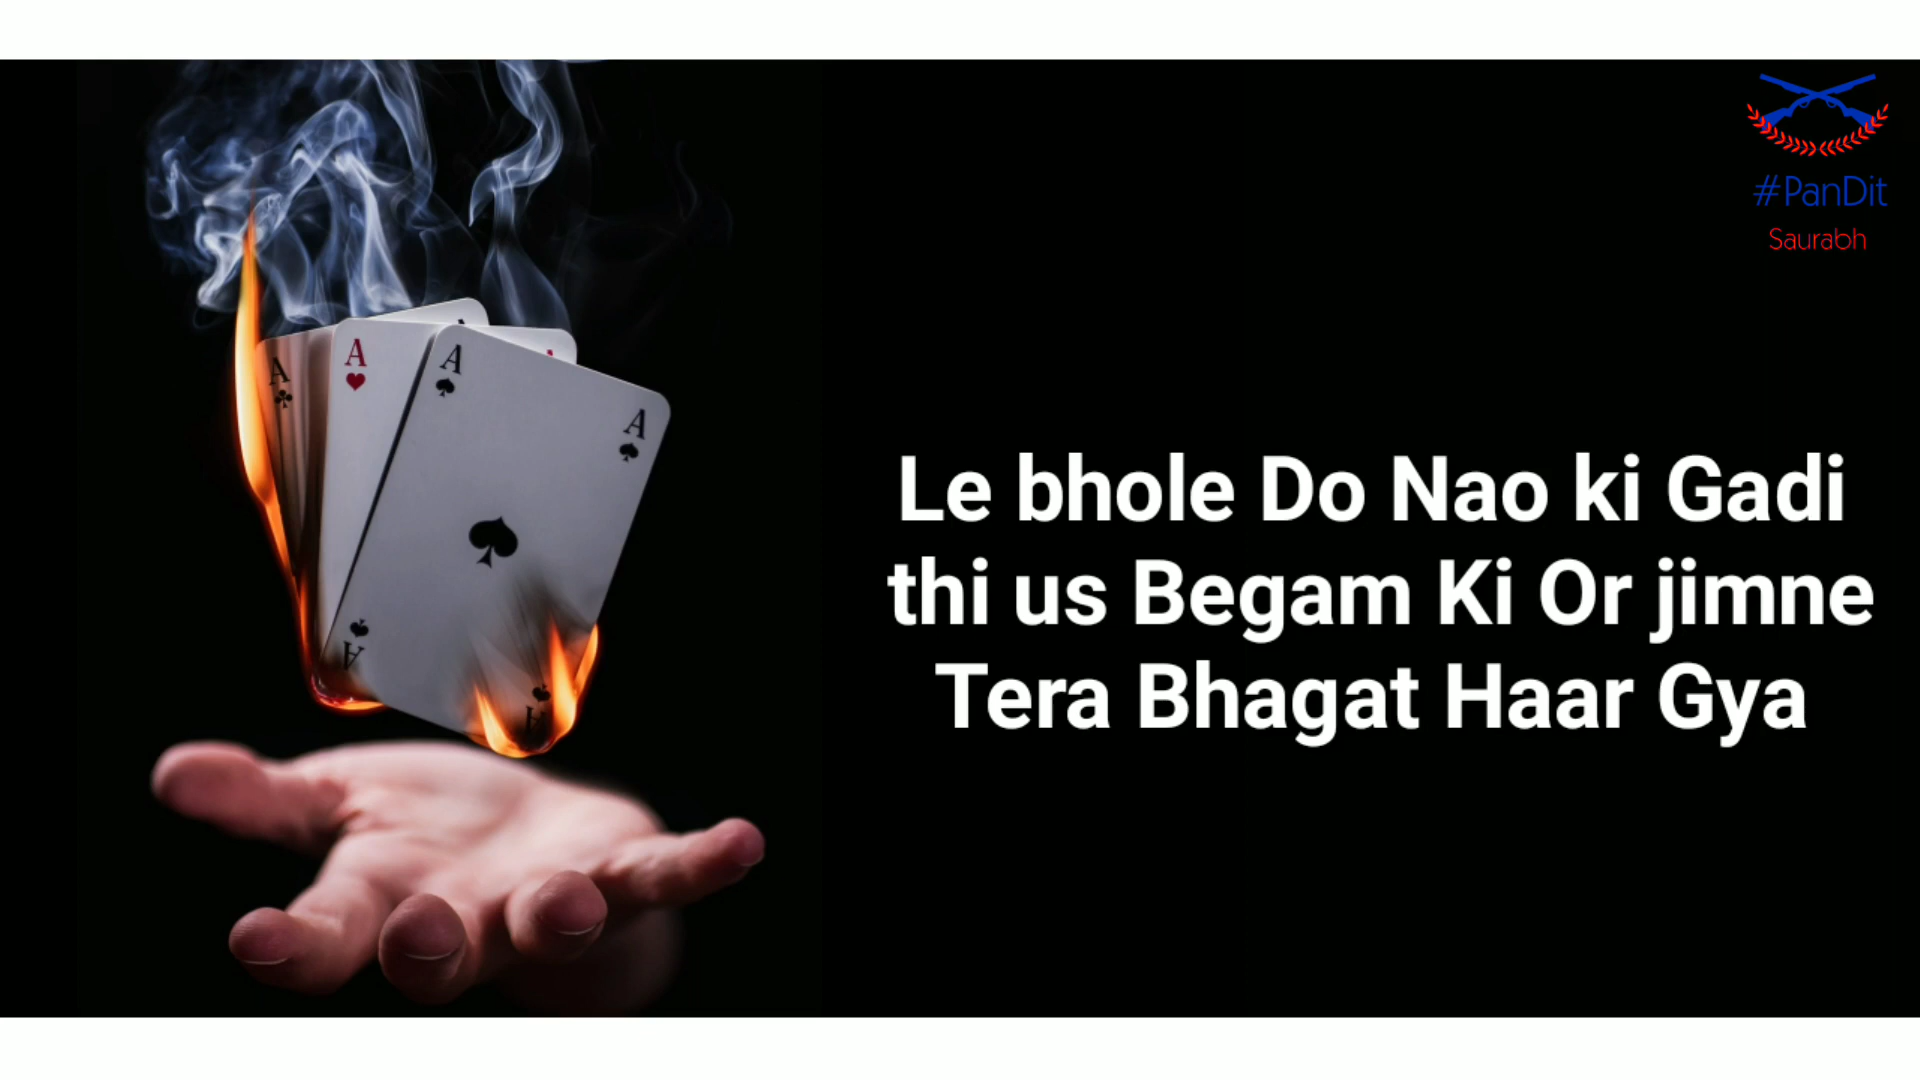 #PanDit
Saurabh
A
A
A
A
Le bhole Do Nao ki Gadi
thi us Begam Ki Or jimne
Tera Bhagat Haar Gya
A
A